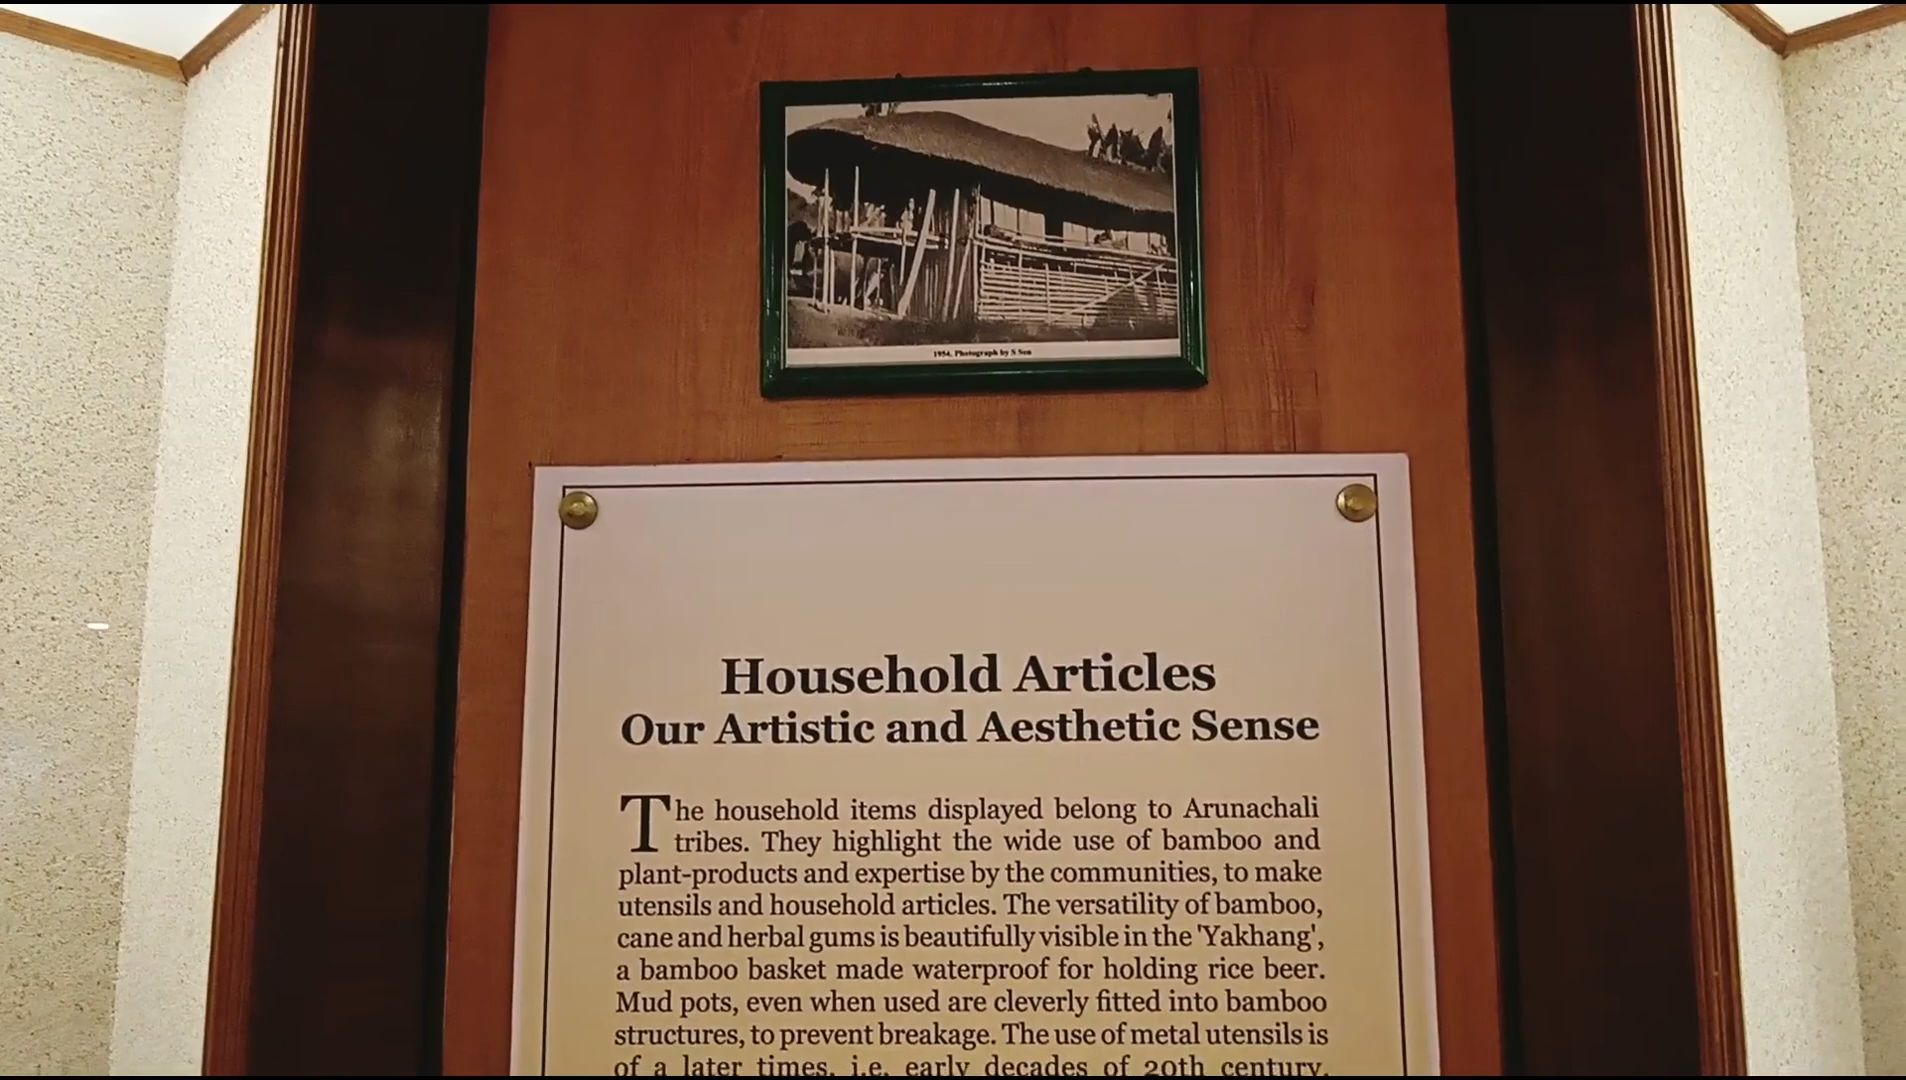 1954, Photograph by S Sen
Household Articles
Our Artistic and Aesthetic Sense
The household items displayed belong to Arunachali
tribes. They highlight the wide use of bamboo and
plant-products and expertise by the communities, to make
utensils and household articles. The versatility of bamboo,
cane and herbal gums is beautifully visible in the 'Yakhang',
a bamboo basket made waterproof for holding rice beer.
Mud pots, even when used are cleverly fitted into bamboo
structures, to prevent breakage. The use of metal utensils is
of a later times, i.e. early decades of 20th century.